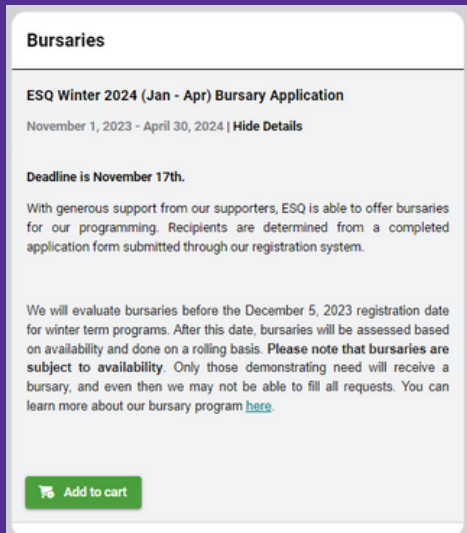 Bursaries
ESQ Winter 2024 (Jan - Apr) Bursary Application
November 1, 2023 - April 30, 2024 | Hide Details
Deadline is November 17th.
With generous support from our supporters, ESQ is able to offer bursaries
for our programming. Recipients are determined from a completed
application form submitted through our registration system.
We will evaluate bursaries before the December 5, 2023 registration date
for winter term programs. After this date, bursaries will be assessed based
on availability and done on a rolling basis. Please note that bursaries are
subject to availability. Only those demonstrating need will receive a
bursary, and even then we may not be able to fill all requests. You can
learn more about our bursary program here.
Add to cart